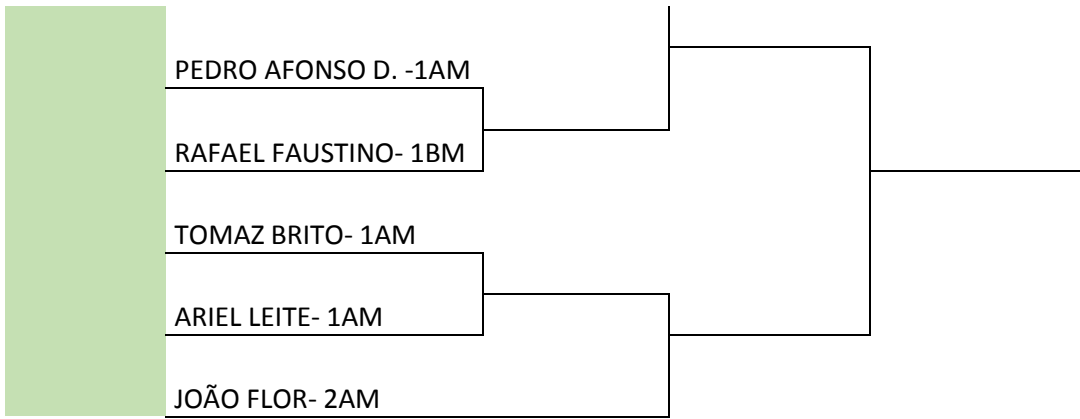 PEDRO AFONSO D. -1AM
RAFAEL FAUSTINO- 1BM
TOMAZ BRITO- 1AM
ARIEL LEITE- 1AM
JOÃO FLOR- 2AM